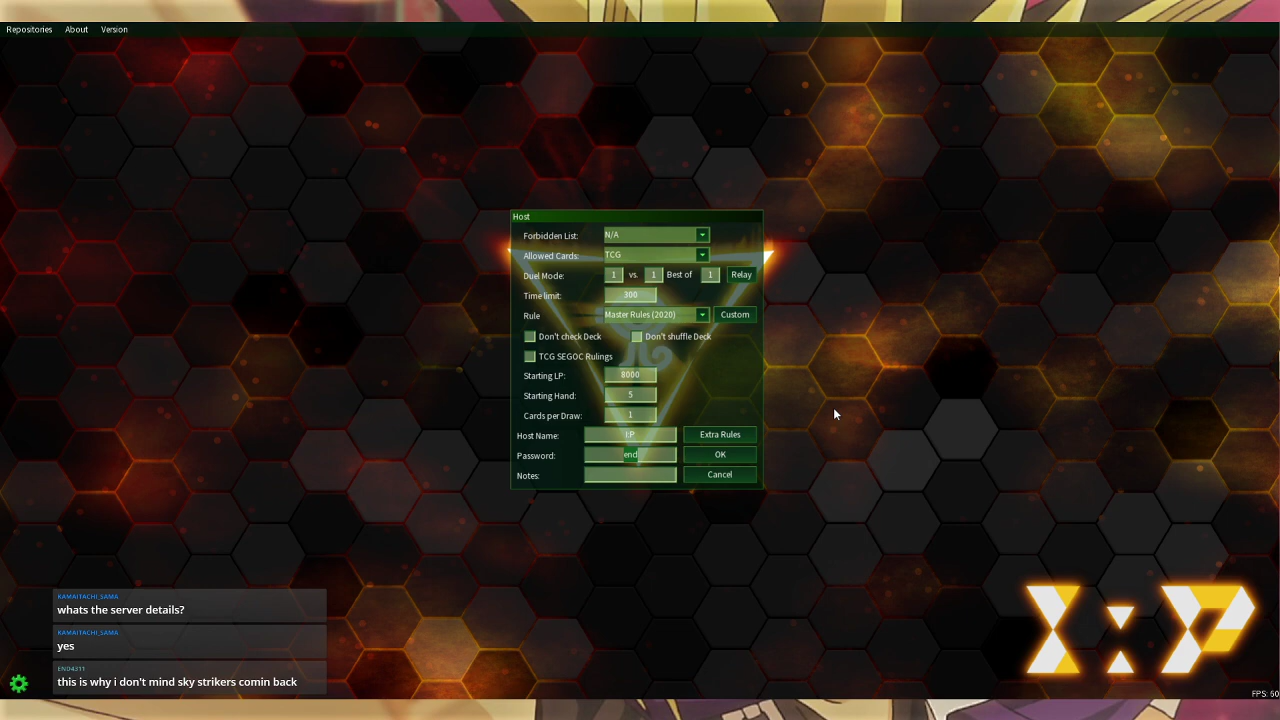 Repositories About Version
Host
Forbidden List: N/A
Allowed Cards: TCG
Duel Mode: 1 vs. 1 Best of 1 Relay
Time limit: 300
Rule Master Rules (2020) Custom
Don't check Deck Don't shuffle Deck
TCG SEGOC Rulings
Starting LP: 8000
Starting Hand: 5
Cards per Draw: 1
Host Name: I:P Extra Rules
Password: end OK
Notes: Cancel
KAMAITACHI_SAMA
whats the server details?
KAMAITACHI_SAMA
yes
END4311
this is why i don't mind sky strikers comin back
I:P
FPS: 60